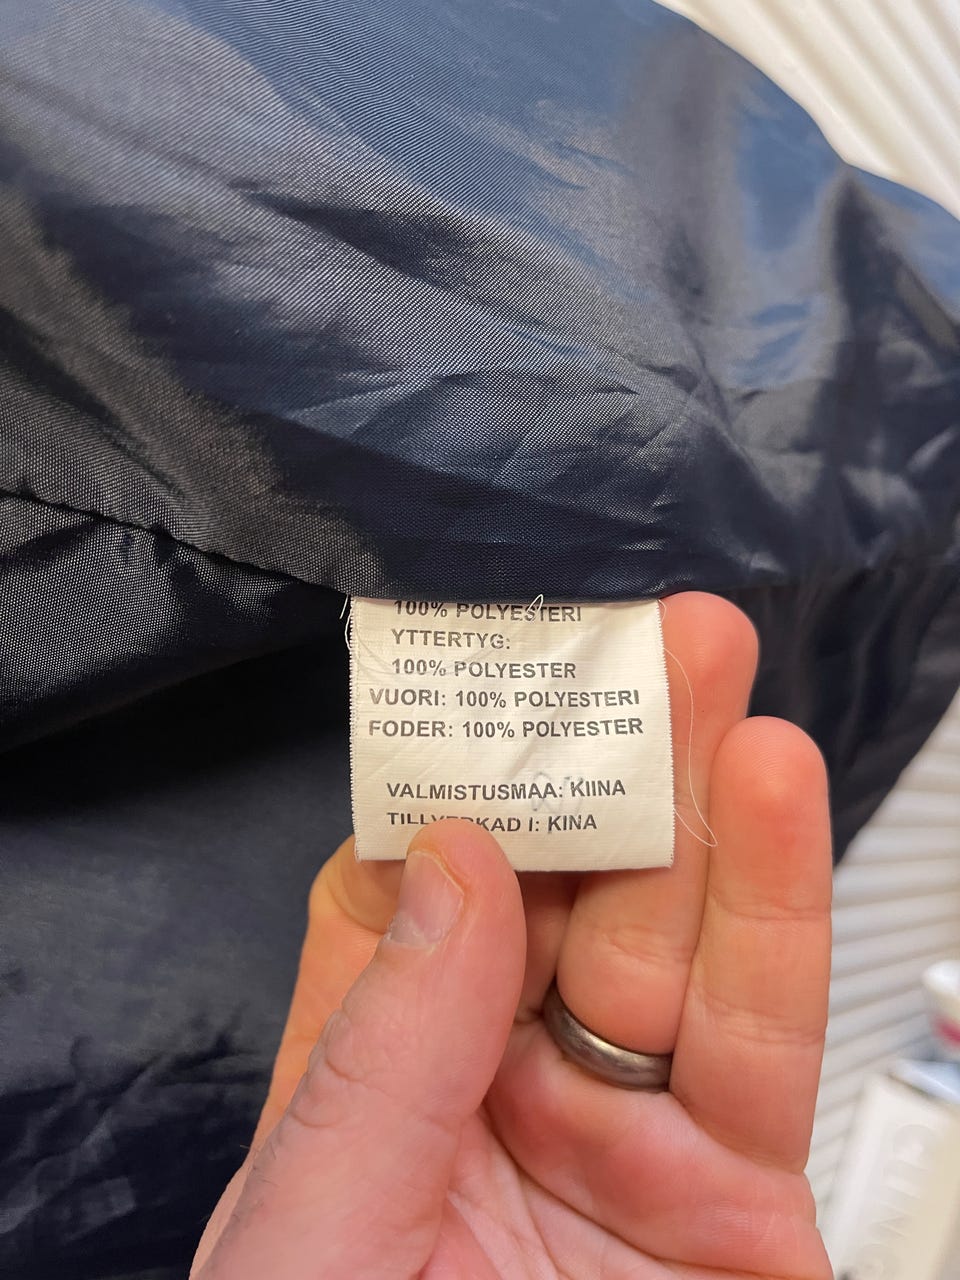 100% POLYESTERI
YTTERTYG:
100% POLYESTER
VUORI: 100% POLYESTERI
FODER: 100% POLYESTER
VALMISTUSMAA: KIINA
TILLVERKAD I: KINA